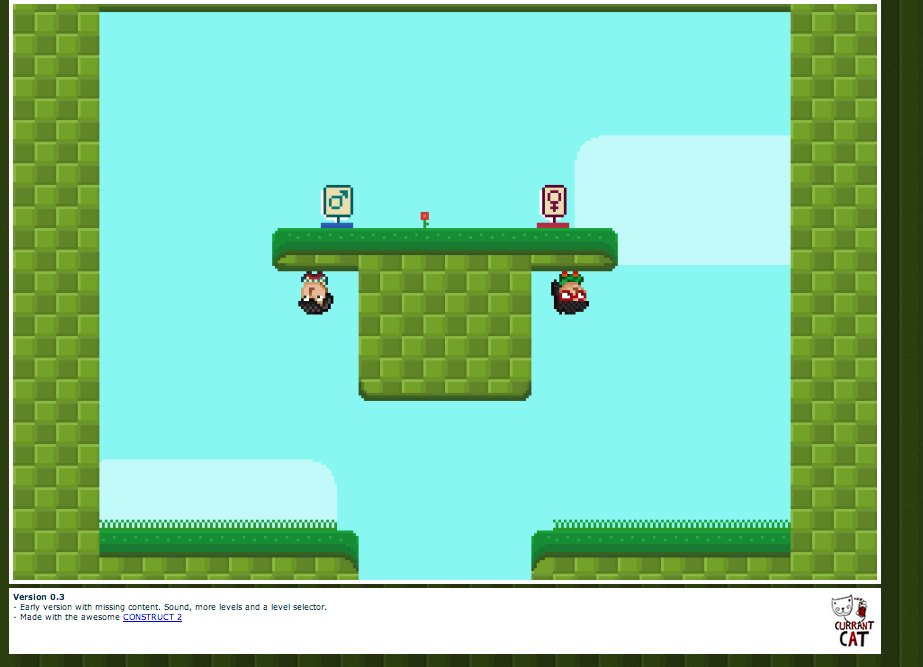 Version 0.3
- Early version with missing content. Sound, more levels and a level selector.
- Made with the awesome CONSTRUCT 2
CURRANT
CAT